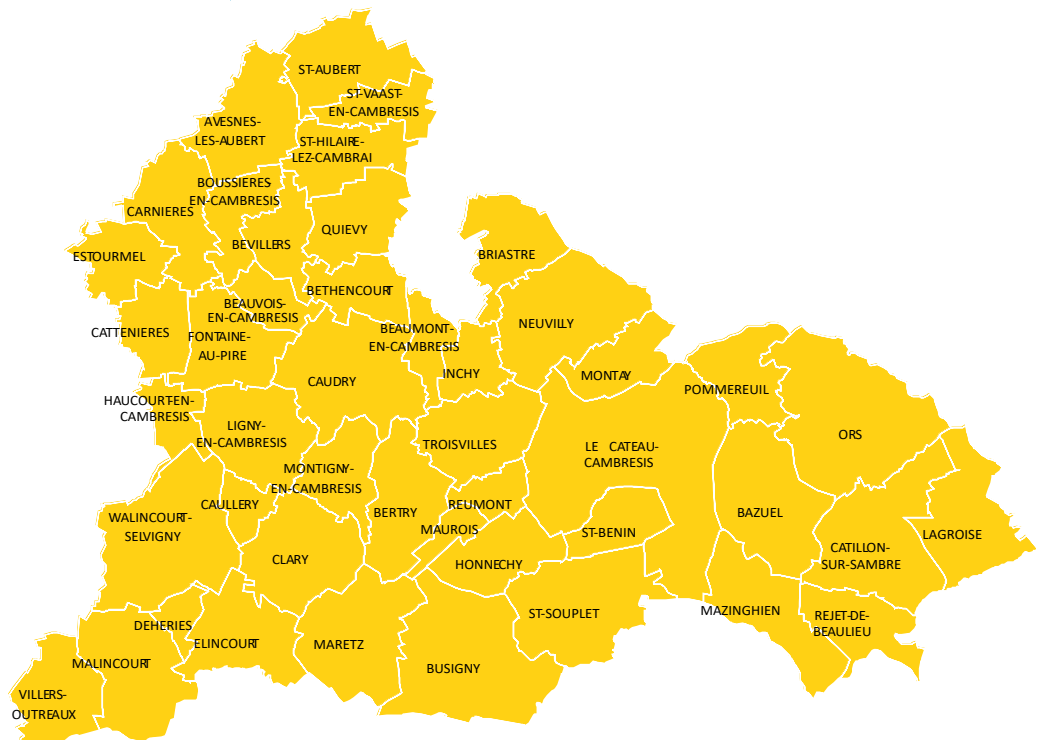 ST-AUBERT
ST-VAAST-
EN-CAMBRESIS
AVESNES-
LES-AUBERT
ST-HILAIRE-
LEZ-CAMBRAI
BOUSSIERES-
EN-CAMBRESIS
CARNIERES
QUIEVY
BEVILLERS
ESTOURMEL
BRIASTRE
BETHENCOURT
BEAUVOIS-
EN-CAMBRESIS
CATTENIERES
FONTAINE-
AU-PIRE
BEAUMONT-
EN-CAMBRESIS
NEUVILLY
INCHY
MONTAY
CAUDRY
POMMEREUIL
HAUCOURT-EN-
CAMBRESIS
LIGNY-
EN-CAMBRESIS
TROISVILLES
LE CATEAU-
CAMBRESIS
ORS
MONTIGNY-
EN-CAMBRESIS
CAULLERY
WALINCOURT-
SELVIGNY
BERTRY
REUMONT
MAUROIS
ST-BENIN
BAZUEL
LAGROISE
CATILLON-
SUR-SAMBRE
CLARY
HONNECHY
ST-SOUPLET
MAZINGHIEN
REJET-DE-
BEAULIEU
DEHERIES
ELINCOURT
MARETZ
MALINCOURT
BUSIGNY
VILLERS-
OUTREAUX